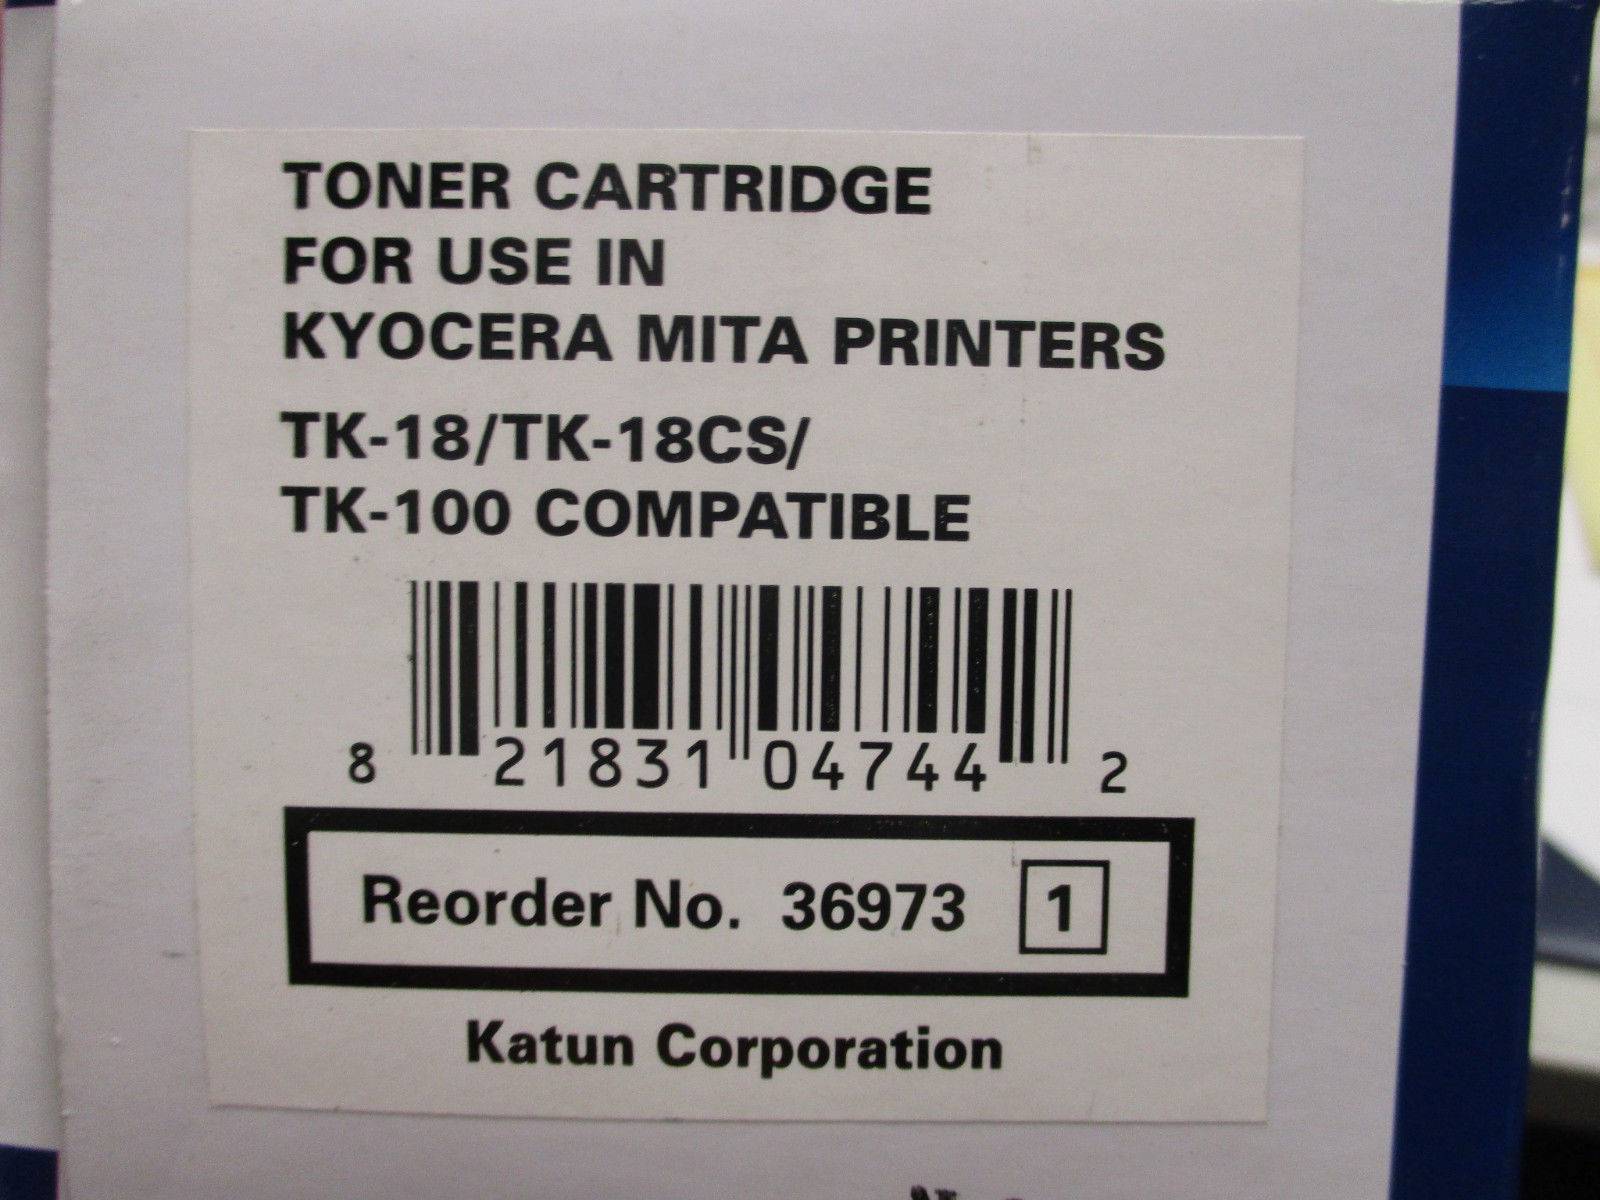 TONER CARTRIDGE
FOR USE IN
KYOCERA MITA PRINTERS
TK-18/TK-18CS/
TK-100 COMPATIBLE
8 21831 04744 2
Reorder No. 36973 1
Katun Corporation